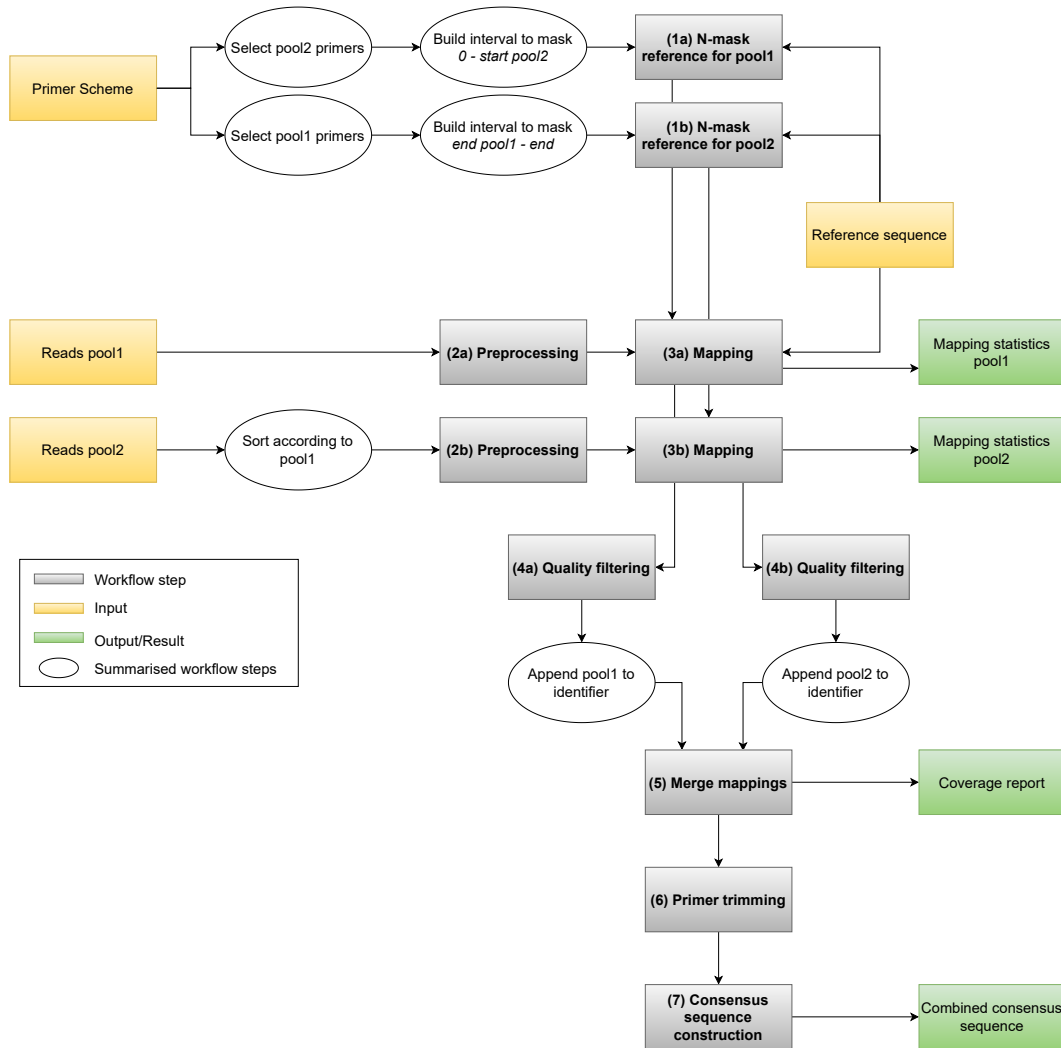 Primer Scheme
Select pool2 primers
Build interval to mask
0 - start pool2
(1a) N-mask
reference for pool1
Select pool1 primers
Build interval to mask
end pool1 - end
(1b) N-mask
reference for pool2
Reference sequence
Reads pool1
(2a) Preprocessing
(3a) Mapping
Mapping statistics
pool1
Reads pool2
Sort according to
pool1
(2b) Preprocessing
(3b) Mapping
Mapping statistics
pool2
(4a) Quality filtering
(4b) Quality filtering
Workflow step
Input
Output/Result
Summarised workflow steps
Append pool1 to
identifier
Append pool2 to
identifier
(5) Merge mappings
Coverage report
(6) Primer trimming
(7) Consensus
sequence
construction
Combined consensus
sequence